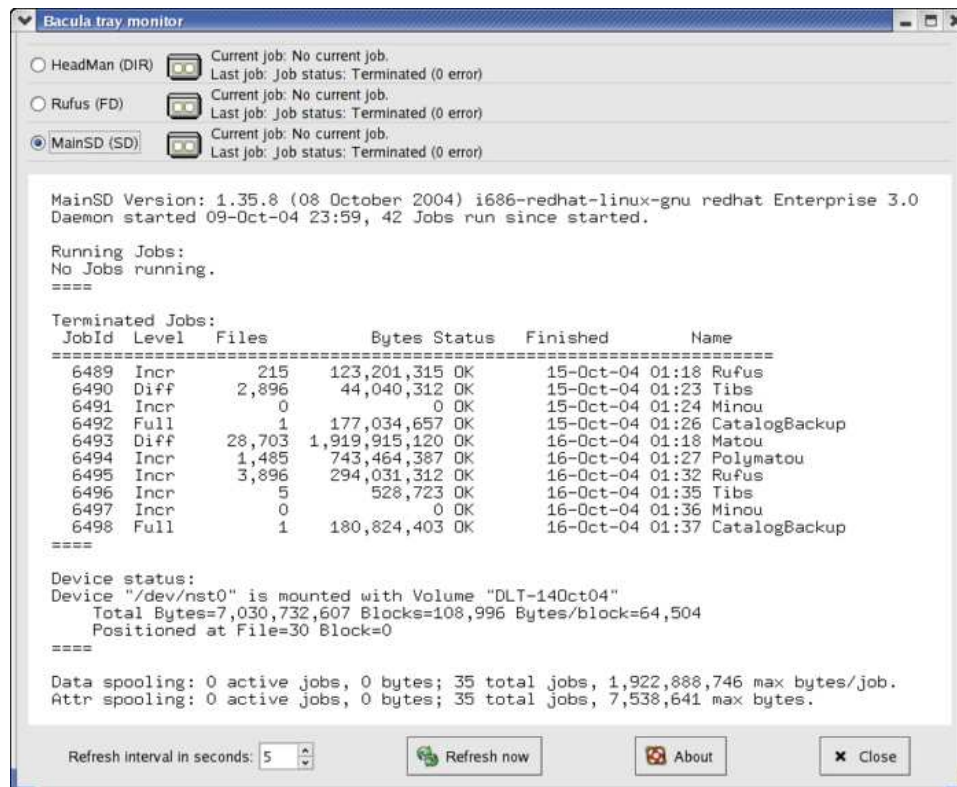 Bacula tray monitor
HeadMan (DIR) Current job: No current job.
Last job: Job status: Terminated (0 error)
Rufus (FD) Current job: No current job.
Last job: Job status: Terminated (0 error)
MainSD (SD) Current job: No current job.
Last job: Job status: Terminated (0 error)
MainSD Version: 1.35.8 (08 October 2004) i686-redhat-linux-gnu redhat Enterprise 3.0
Daemon started 09-Oct-04 23:59, 42 Jobs run since started.
Running Jobs:
No Jobs running.
====
Terminated Jobs:
JobId Level Files Bytes Status Finished Name
======================================================================
6489 Incr 215 123,201,315 OK 15-Oct-04 01:18 Rufus
6490 Diff 2,896 44,040,312 OK 15-Oct-04 01:23 Tibs
6491 Incr 0 0 OK 15-Oct-04 01:24 Minou
6492 Full 1 177,034,657 OK 15-Oct-04 01:26 CatalogBackup
6493 Diff 28,703 1,919,915,120 OK 16-Oct-04 01:18 Matou
6494 Incr 1,485 743,464,387 OK 16-Oct-04 01:27 Polymatou
6495 Incr 3,896 294,031,312 OK 16-Oct-04 01:32 Rufus
6496 Incr 5 528,723 OK 16-Oct-04 01:35 Tibs
6497 Incr 0 0 OK 16-Oct-04 01:36 Minou
6498 Full 1 180,824,403 OK 16-Oct-04 01:37 CatalogBackup
====
Device status:
Device "/dev/nst0" is mounted with Volume "DLT-14Oct04"
Total Bytes=7,030,732,607 Blocks=108,996 Bytes/block=64,504
Positioned at File=30 Block=0
====
Data spooling: 0 active jobs, 0 bytes; 35 total jobs, 1,922,888,746 max bytes/job.
Attr spooling: 0 active jobs, 0 bytes; 35 total jobs, 7,538,641 max bytes.
Refresh interval in seconds: 5 Refresh now About Close